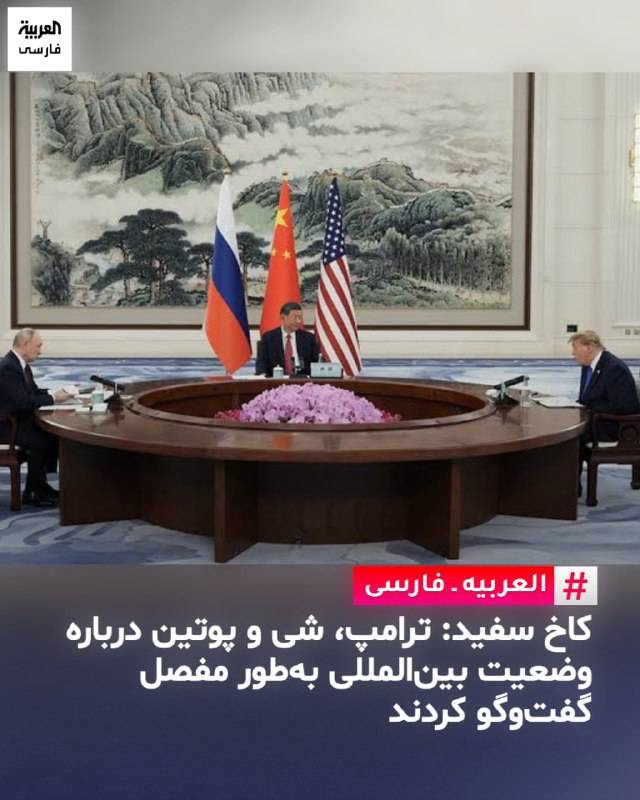 العربية
فارسی
# العربیه ـ فارسی
کاخ سفید: ترامپ، شی و پوتین درباره
وضعیت بین‌المللی به‌طور مفصل
گفت‌وگو کردند